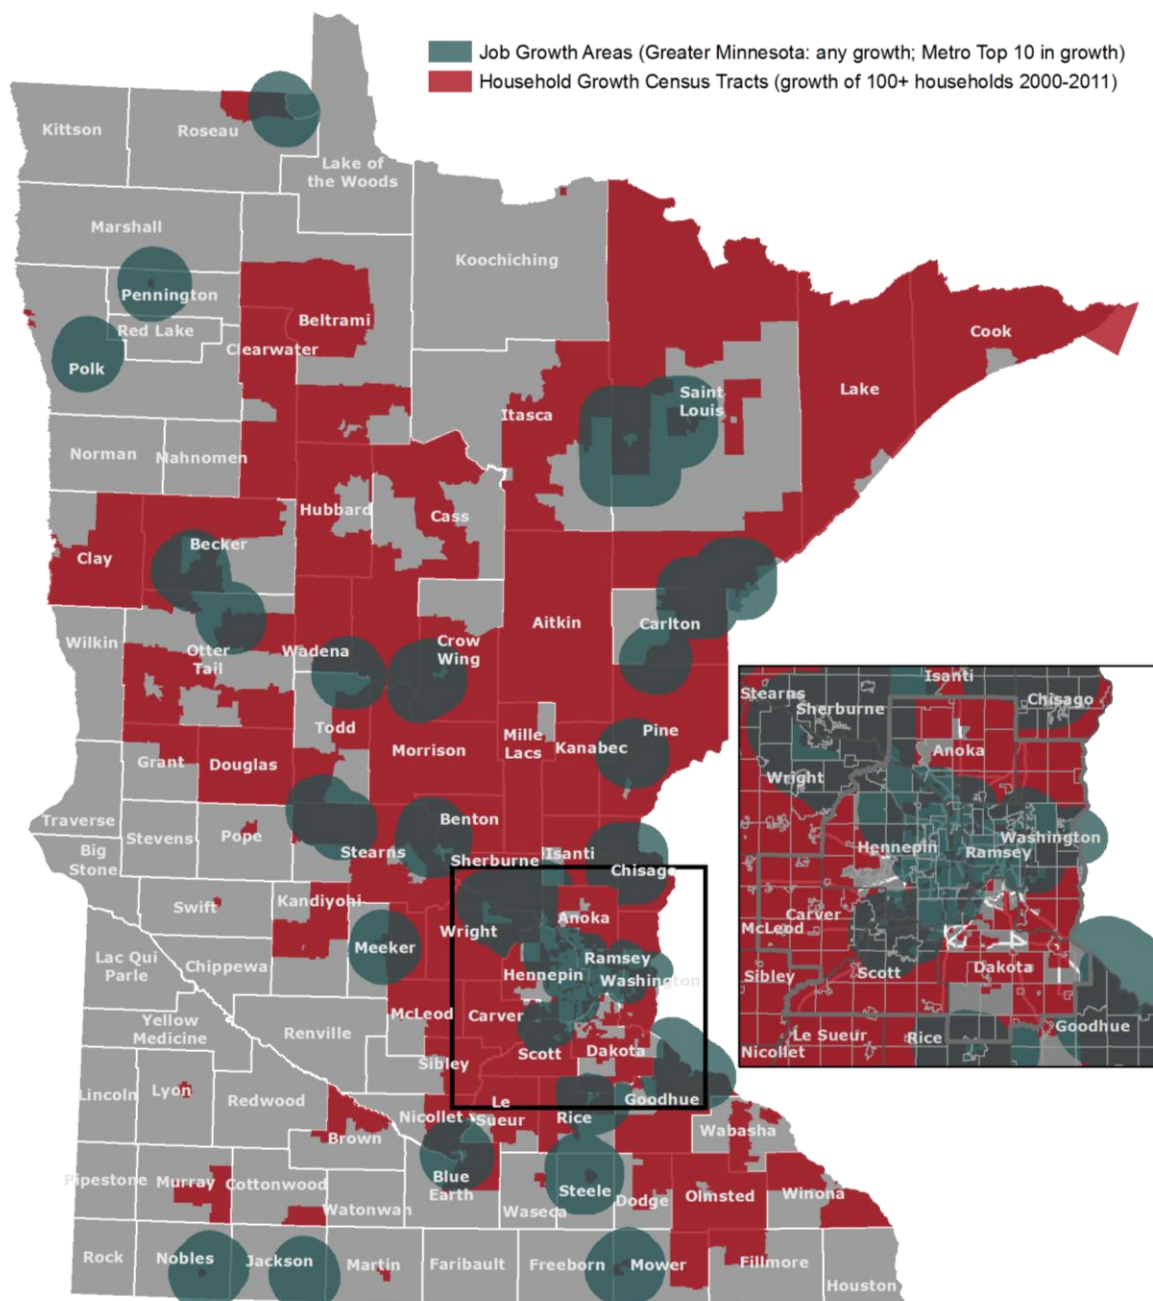 Job Growth Areas (Greater Minnesota: any growth; Metro Top 10 in growth)
Household Growth Census Tracts (growth of 100+ households 2000-2011)
Kittson
Roseau
Lake of
the Woods
Marshall
Koochiching
Pennington
Beltrami
Red Lake
Clearwater
Polk
Cook
Lake
Saint
Louis
Itasca
Norman
Mahnomen
Hubbard
Cass
Becker
Clay
Aitkin
Carlton
Wilkin
Otter
Tail
Wadena
Crow
Wing
Todd
Morrison
Mille
Lacs
Kanabec
Pine
Grant
Douglas
Traverse
Stevens
Pope
Benton
Big
Stone
Stearns
Sherburne
Isanti
Chisago
Swift
Kandiyohi
Anoka
Wright
Meeker
Lac Qui
Parle
Chippewa
Hennepin
Ramsey
Washington
Yellow
Medicine
Renville
McLeod
Carver
Scott
Dakota
Sibley
Lincoln
Lyon
Redwood
Nicollet
Le
Sueur
Rice
Goodhue
Brown
Wabasha
Pipestone
Murray
Cottonwood
Watonwan
Blue
Earth
Waseca
Steele
Dodge
Olmsted
Winona
Rock
Nobles
Jackson
Martin
Faribault
Freeborn
Mower
Fillmore
Houston
Isanti
Stearns
Sherburne
Chisago
Anoka
Wright
Hennepin
Ramsey
Washington
Carver
McLeod
Sibley
Scott
Dakota
Le Sueur
Rice
Goodhue
Nicollet